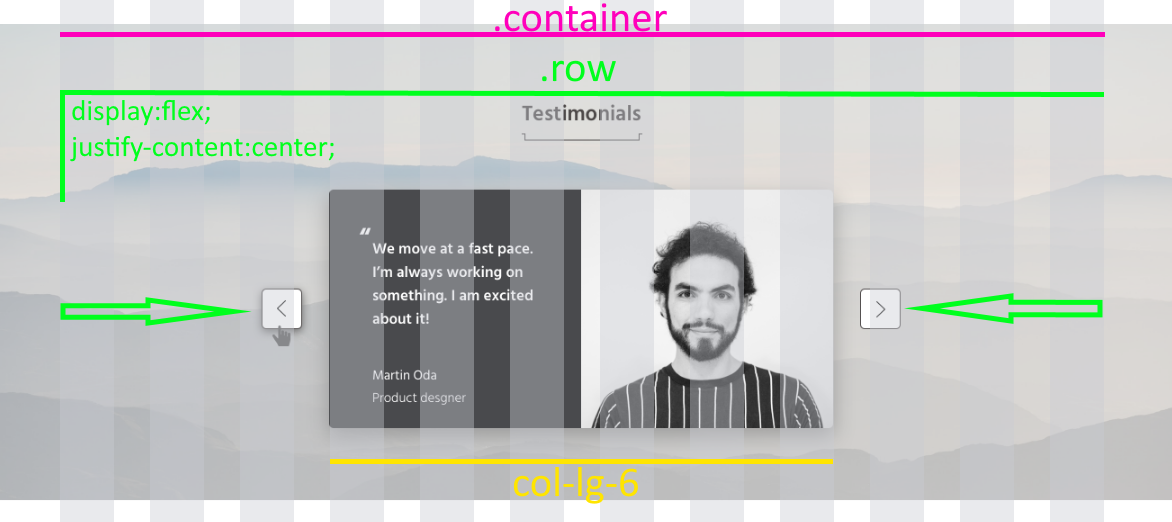 .container
.row
display:flex;
justify-content:center;
Testimonials
“
We move at a fast pace.
I’m always working on
something. I am excited
about it!
Martin Oda
Product desgner
col-lg-6